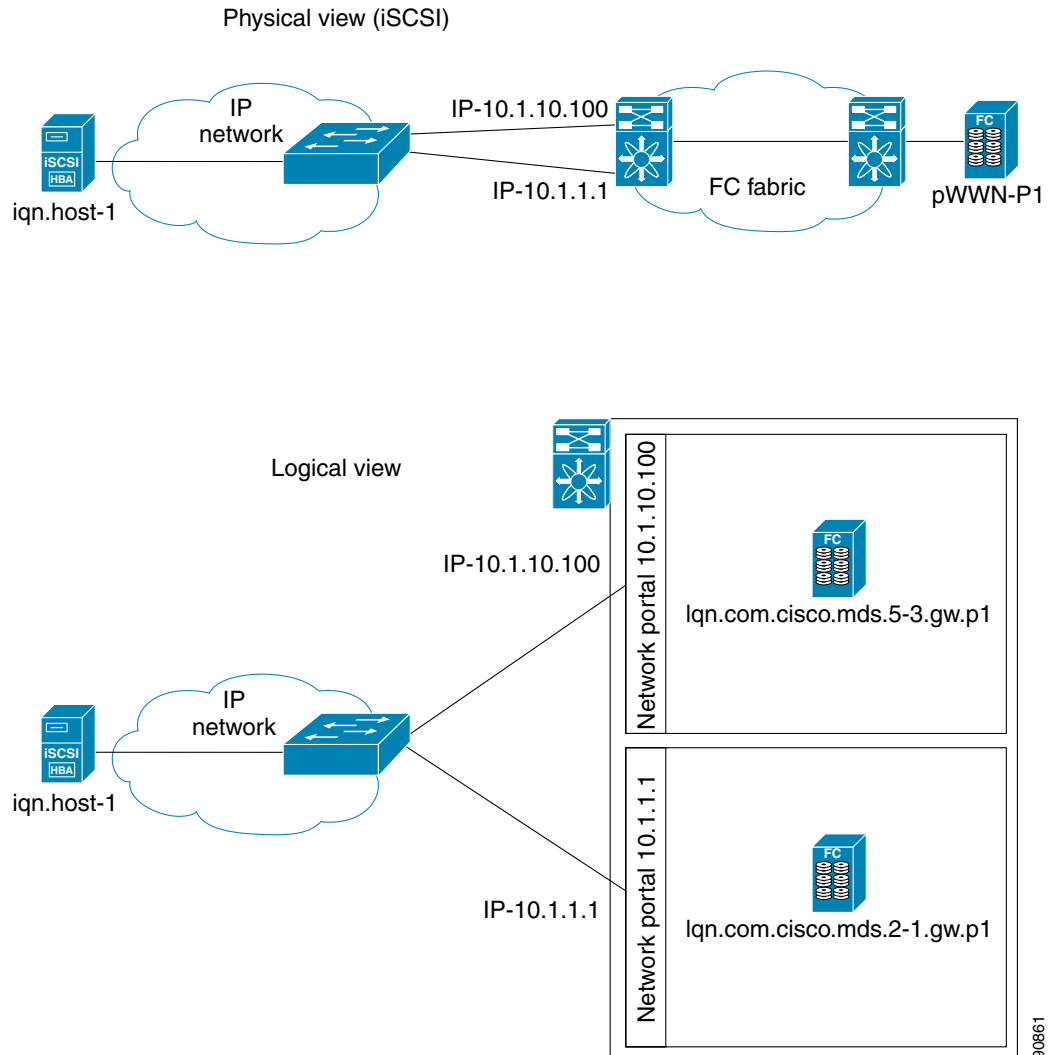 Physical view (iSCSI)
IP
network
IP-10.1.10.100
IP-10.1.1.1
iSCSI
HBA
iqn.host-1
FC fabric
FC
pWWN-P1
Logical view
IP-10.1.10.100
Network portal 10.1.10.100
FC
Iqn.com.cisco.mds.5-3.gw.p1
IP
network
iSCSI
HBA
iqn.host-1
IP-10.1.1.1
Network portal 10.1.1.1
FC
Iqn.com.cisco.mds.2-1.gw.p1
90861